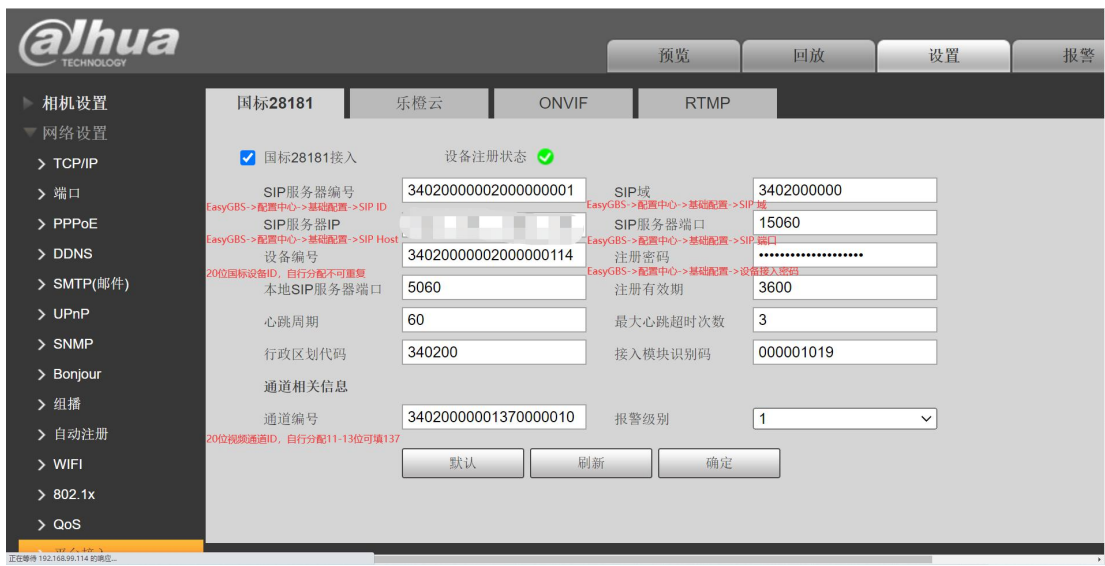 alhua
TECHNOLOGY
预览
回放
设置
报警
相机设置
网络设置
TCP/IP
端口
PPPoE
DDNS
SMTP(邮件)
UPnP
SNMP
Bonjour
组播
自动注册
WIFI
802.1x
QoS
平台接入
国标28181
乐橙云
ONVIF
RTMP
国标28181接入
设备注册状态
SIP服务器编号
34020000002000000001
SIP域
3402000000
EasyGBS->配置中心->基础配置->SIP ID
EasyGBS->配置中心->基础配置->SIP 域
SIP服务器IP
SIP服务器端口
15060
EasyGBS->配置中心->基础配置->SIP Host
EasyGBS->配置中心->基础配置->SIP 端口
设备编号
34020000002000000114
注册密码
••••••••••••••••••••
20位国标设备ID，自行分配不可重复
EasyGBS->配置中心->基础配置->设备接入密码
本地SIP服务器端口
5060
注册有效期
3600
心跳周期
60
最大心跳超时次数
3
行政区划代码
340200
接入模块识别码
000001019
通道相关信息
通道编号
34020000001370000010
报警级别
1
20位视频通道ID，自行分配11-13位可填137
默认
刷新
确定
正在等待 192.168.99.114 的响应...